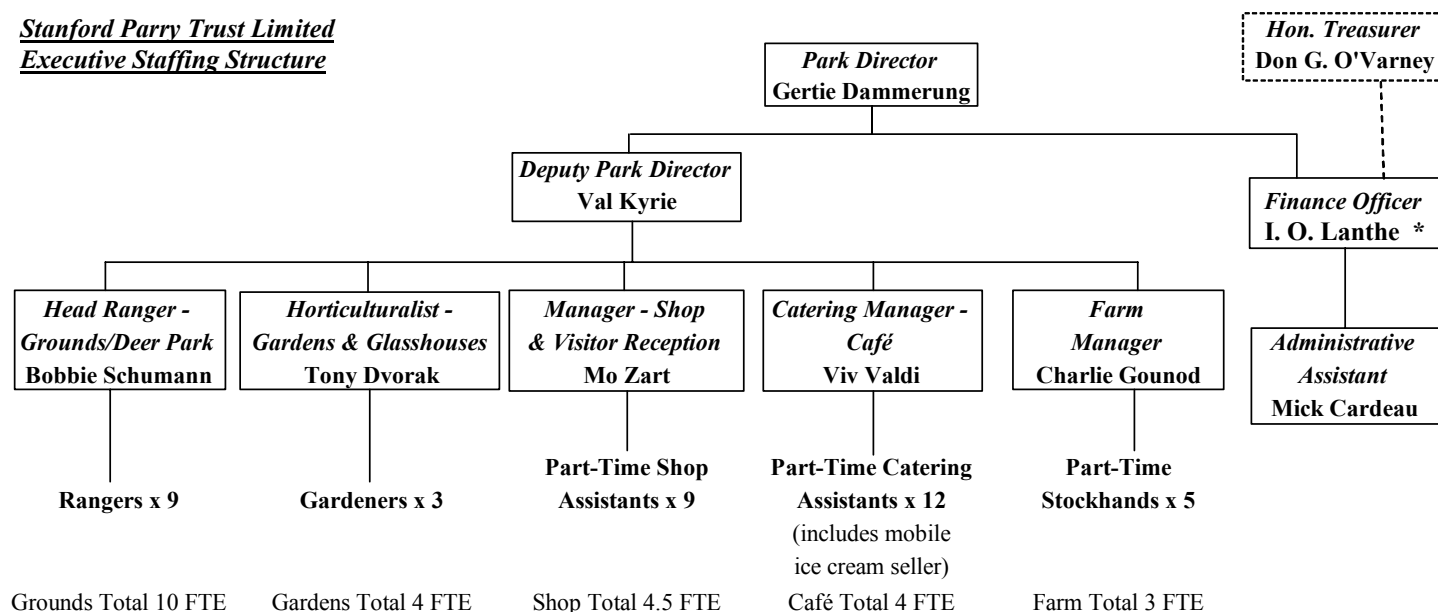 Stanford Parry Trust Limited
Executive Staffing Structure
Hon. Treasurer
Don G. O'Varney
Park Director
Gertie Dammerung
Deputy Park Director
Val Kyrie
Finance Officer
I. O. Lanthe *
Head Ranger -
Grounds/Deer Park
Bobbie Schumann
Horticulturalist -
Gardens & Glasshouses
Tony Dvorak
Manager - Shop
& Visitor Reception
Mo Zart
Catering Manager -
Café
Viv Valdi
Farm
Manager
Charlie Gounod
Administrative
Assistant
Mick Cardeau
Rangers x 9
Gardeners x 3
Part-Time Shop
Assistants x 9
Part-Time Catering
Assistants x 12
(includes mobile
ice cream seller)
Part-Time
Stockhands x 5
Grounds Total 10 FTE
Gardens Total 4 FTE
Shop Total 4.5 FTE
Café Total 4 FTE
Farm Total 3 FTE